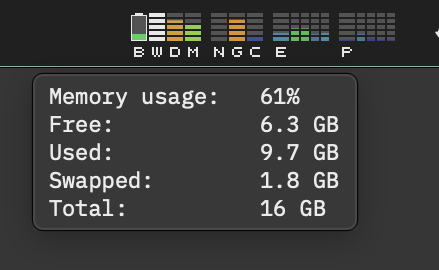 B W D M N G C E P
Memory usage: 61%
Free: 6.3 GB
Used: 9.7 GB
Swapped: 1.8 GB
Total: 16 GB